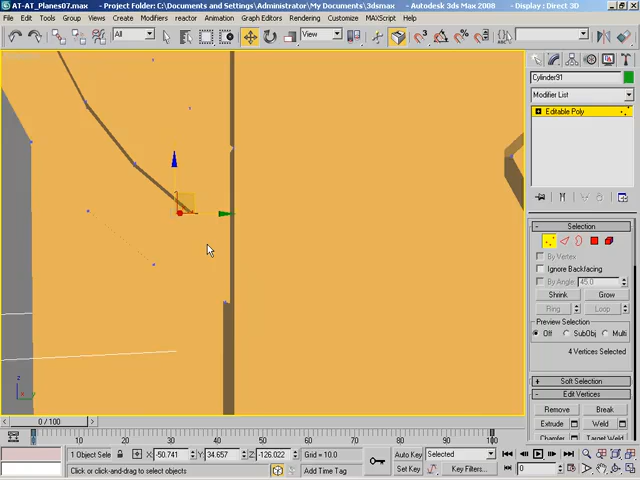 AT-AT_Planes07.max - Project Folder: C:\Documents and Settings\Administrator\My Documents\3dsmax - Autodesk 3ds Max 2008 - Display : Direct 3D
File Edit Tools Group Views Create Modifiers reactor Animation Graph Editors Rendering Customize MAXScript Help
All View
Cylinder91
Modifier List
Editable Poly
Selection
By Vertex
Ignore Backfacing
By Angle: 45.0
Shrink Grow
Ring Loop
Preview Selection
Off SubObj Multi
4 Vertices Selected
+ Soft Selection
- Edit Vertices
Remove Break
Extrude Weld
Chamfer Target Weld
z
x y
0 / 100
0 10 20 30 40 50 60 70 80 90 100
1 Object Sele X: -50.741 Y: 34.657 Z: -126.022 Grid = 10.0 Auto Key Selected
Click or click-and-drag to select objects Add Time Tag Set Key Key Filters... 0